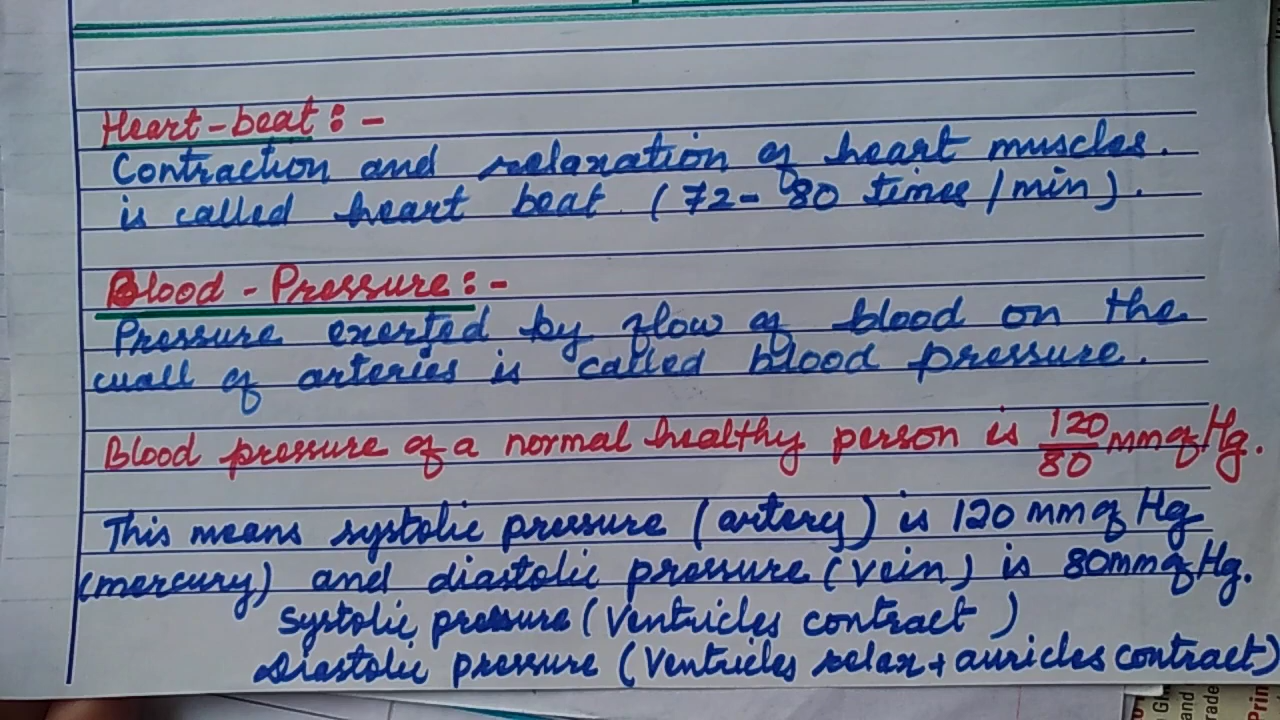 Heart-beat:-
Contraction and relaxation of heart muscles.
is called heart beat. (72-80 times/min).
Blood-Pressure:-
Pressure exerted by flow of blood on the
wall of arteries is called blood pressure.
Blood pressure of a normal healthy person is 120/80 mm of Hg.
This means systolic pressure (artery) is 120 mm of Hg
(mercury) and diastolic pressure (vein) is 80mm of Hg.
Systolic pressure (Ventricles contract)
Diastolic pressure (Ventricles relax + auricles contract)